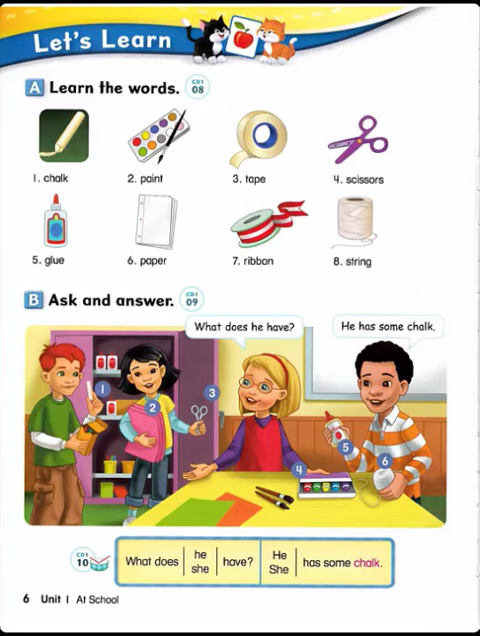 Let's Learn
A Learn the words. CD1 08
1. chalk 2. paint 3. tape 4. scissors
5. glue 6. paper 7. ribbon 8. string
B Ask and answer. CD1 09
What does he have? He has some chalk.
1
2
3
4
5
6
CD1 10
What does he she have? He She has some chalk.
6 Unit 1 At School